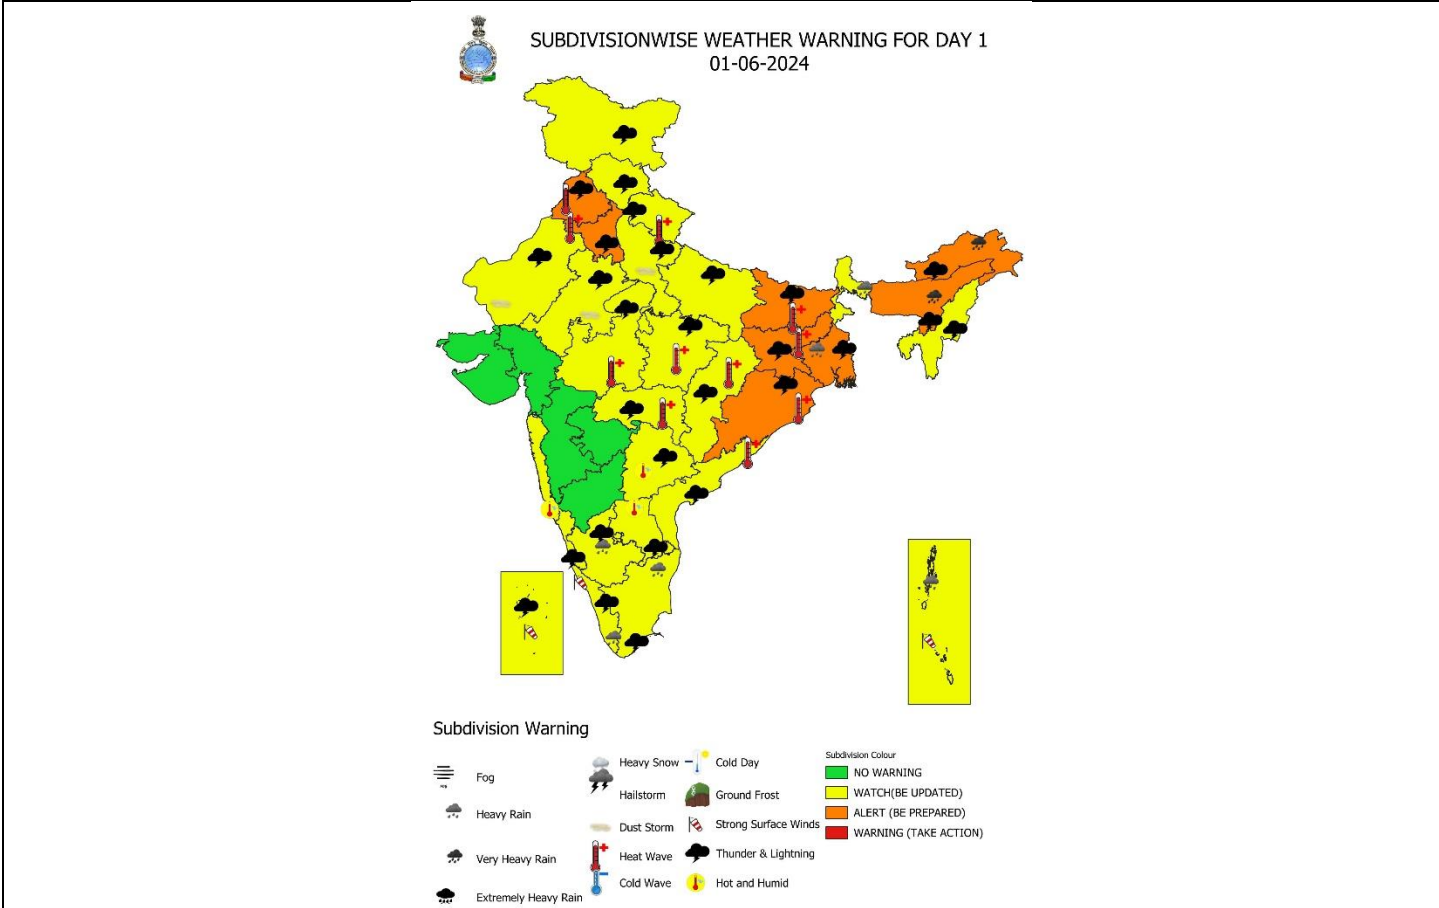 SUBDIVISIONWISE WEATHER WARNING FOR DAY 1
01-06-2024
Subdivision Warning
Fog
Heavy Rain
Very Heavy Rain
Extremely Heavy Rain
Heavy Snow
Hailstorm
Dust Storm
Heat Wave
Cold Wave
Cold Day
Ground Frost
Strong Surface Winds
Thunder & Lightning
Hot and Humid
Subdivision Colour
NO WARNING
WATCH(BE UPDATED)
ALERT (BE PREPARED)
WARNING (TAKE ACTION)